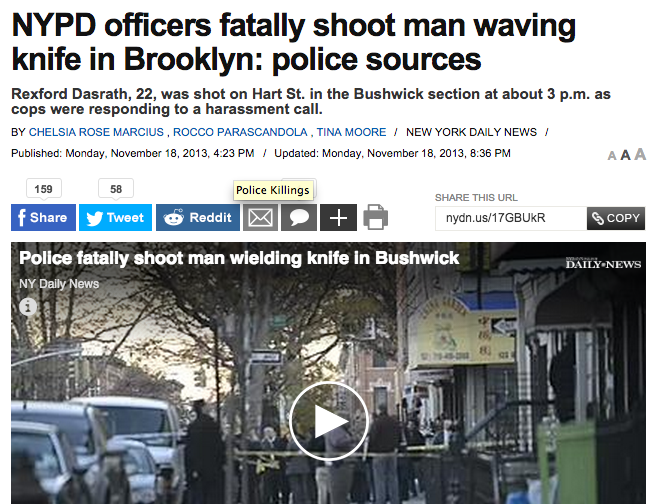 NYPD officers fatally shoot man waving
knife in Brooklyn: police sources
Rexford Dasrath, 22, was shot on Hart St. in the Bushwick section at about 3 p.m. as
cops were responding to a harassment call.
BY CHELSIA ROSE MARCIUS , ROCCO PARASCANDOLA , TINA MOORE / NEW YORK DAILY NEWS /
Published: Monday, November 18, 2013, 4:23 PM / Updated: Monday, November 18, 2013, 8:36 PM
A A A
159
58
Police Killings
SHARE THIS URL
Share
Tweet
Reddit
nydn.us/17GBUkR
COPY
Police fatally shoot man wielding knife in Bushwick
DAILY NEWS
NY Daily News